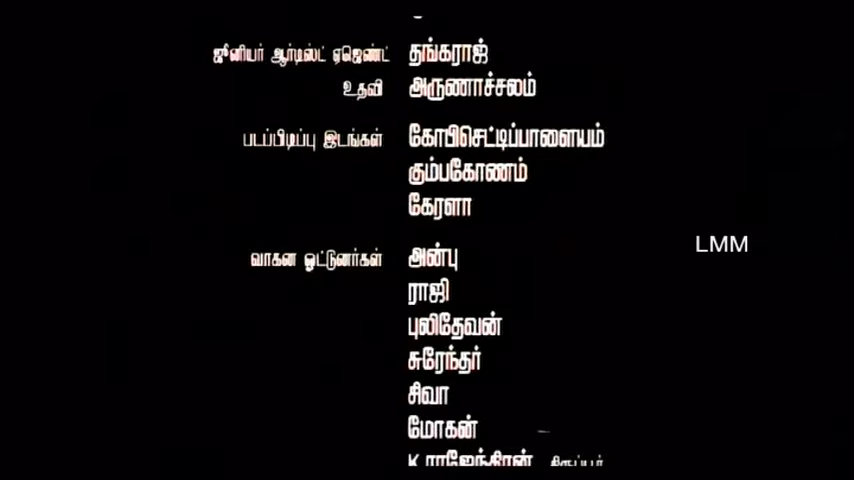 ஜூனியர் ஆர்டிஸ்ட் ஏஜெண்ட் தங்கராஜ்
உதவி அருணாச்சலம்
படப்பிடிப்பு இடங்கள் கோபிசெட்டிப்பாளையம்
கும்பகோணம்
கேரளா
LMM
வாகன ஓட்டுனர்கள் அன்பு
ராஜி
புலிதேவன்
சுரேந்தர்
சிவா
மோகன்
K.ராஜேந்திரன்